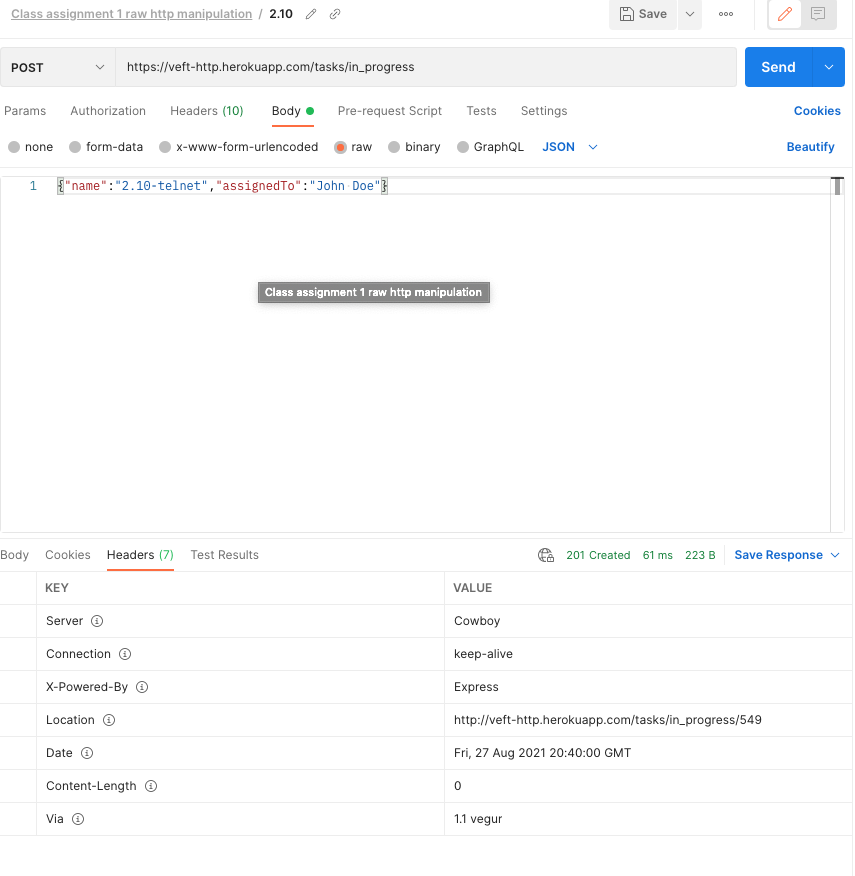 Class assignment 1 raw http manipulation / 2.10
Save
POST https://veft-http.herokuapp.com/tasks/in_progress Send
Params Authorization Headers (10) Body Pre-request Script Tests Settings Cookies
none form-data x-www-form-urlencoded raw binary GraphQL JSON Beautify
1 {"name":"2.10-telnet","assignedTo":"John Doe"}
Class assignment 1 raw http manipulation
Body Cookies Headers (7) Test Results 201 Created 61 ms 223 B Save Response
KEY VALUE
Server Cowboy
Connection keep-alive
X-Powered-By Express
Location http://veft-http.herokuapp.com/tasks/in_progress/549
Date Fri, 27 Aug 2021 20:40:00 GMT
Content-Length 0
Via 1.1 vegur